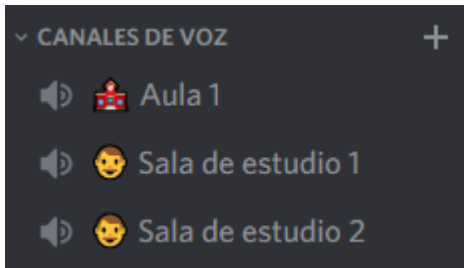 CANALES DE VOZ
Aula 1
Sala de estudio 1
Sala de estudio 2